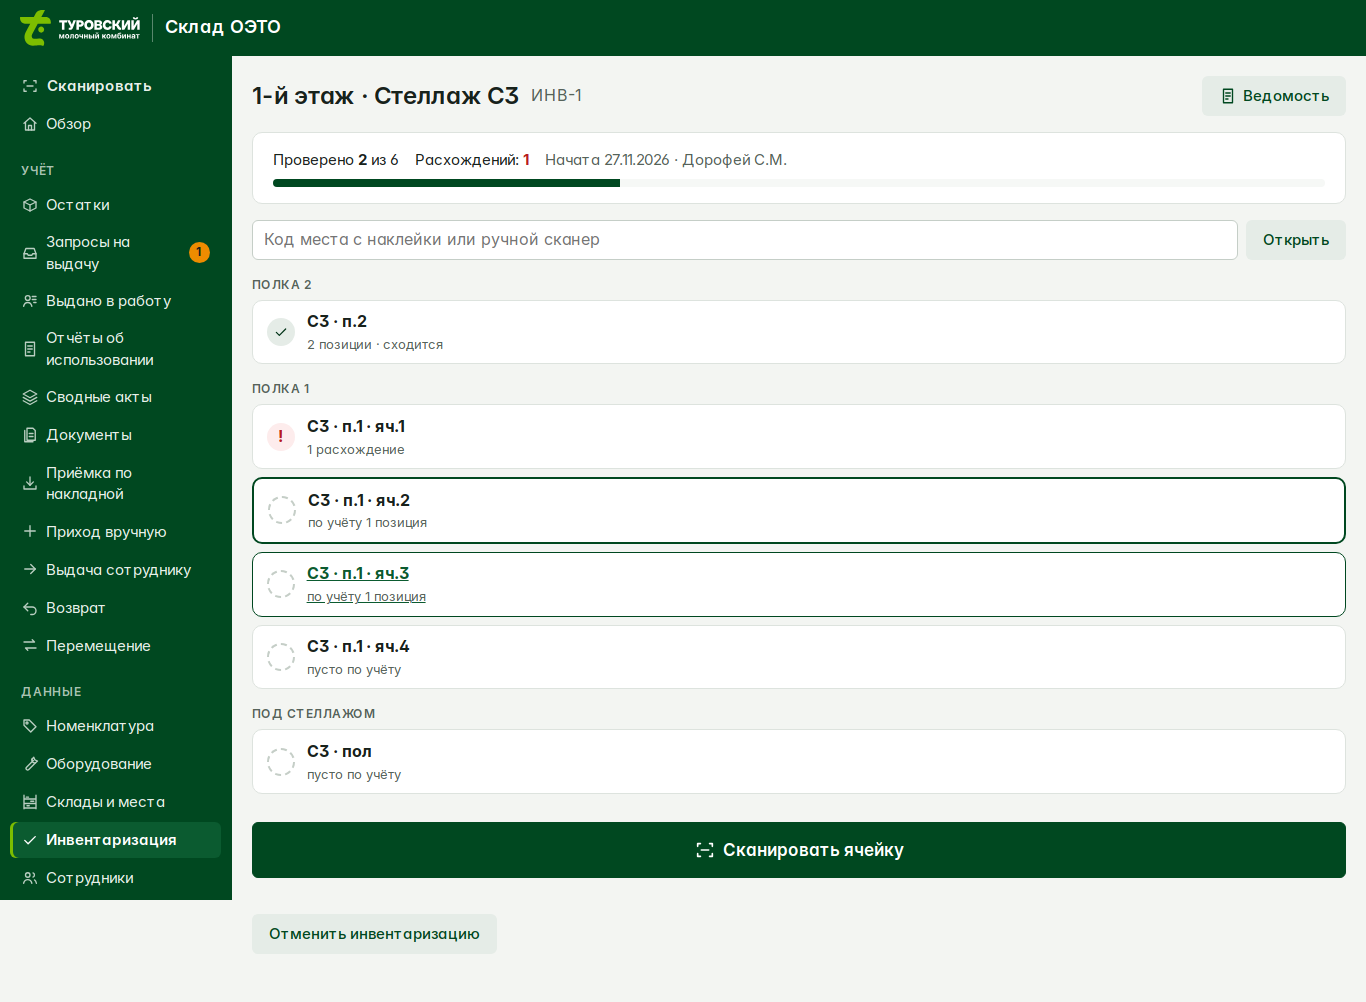 ТУРОВСКИЙ
молочный комбинат
Склад ОЭТО
Сканировать
Обзор
УЧЁТ
Остатки
Запросы на
выдачу
1
Выдано в работу
Отчёты об
использовании
Сводные акты
Документы
Приёмка по
накладной
Приход вручную
Выдача сотруднику
Возврат
Перемещение
ДАННЫЕ
Номенклатура
Оборудование
Склады и места
Инвентаризация
Сотрудники
1-й этаж · Стеллаж С3 ИНВ-1
Ведомость
Проверено 2 из 6 Расхождений: 1 Начата 27.11.2026 · Дорофей С.М.
Код места с наклейки или ручной сканер
Открыть
ПОЛКА 2
С3 · п.2
2 позиции · сходится
ПОЛКА 1
!
С3 · п.1 · яч.1
1 расхождение
С3 · п.1 · яч.2
по учёту 1 позиция
С3 · п.1 · яч.3
по учёту 1 позиция
С3 · п.1 · яч.4
пусто по учёту
ПОД СТЕЛЛАЖОМ
С3 · пол
пусто по учёту
Сканировать ячейку
Отменить инвентаризацию